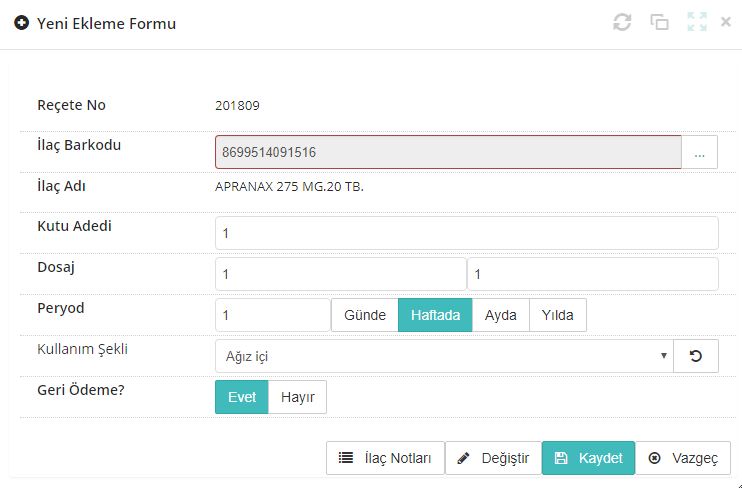 Yeni Ekleme Formu
Reçete No 201809
İlaç Barkodu 8699514091516 ...
İlaç Adı APRANAX 275 MG.20 TB.
Kutu Adedi 1
Dosaj 1 1
Peryod 1 Günde Haftada Ayda Yılda
Kullanım Şekli Ağız içi
Geri Ödeme? Evet Hayır
İlaç Notları Değiştir Kaydet Vazgeç